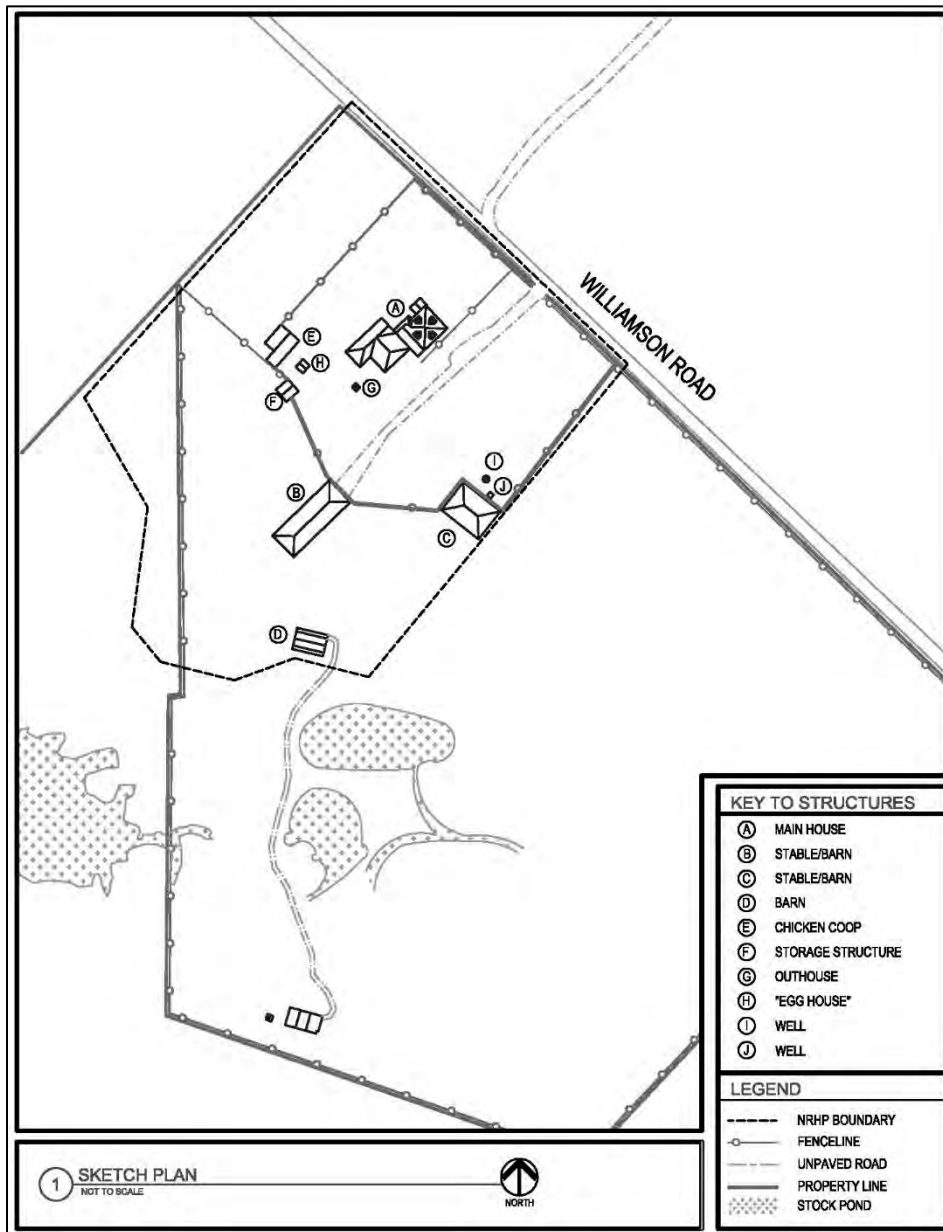 WILLIAMSON ROAD
A
E
H
F
G
I
B
J
C
D
KEY TO STRUCTURES
A MAIN HOUSE
B STABLE/BARN
C STABLE/BARN
D BARN
E CHICKEN COOP
F STORAGE STRUCTURE
G OUTHOUSE
H "EGG HOUSE"
I WELL
J WELL
LEGEND
NRHP BOUNDARY
FENCELINE
UNPAVED ROAD
PROPERTY LINE
STOCK POND
1 SKETCH PLAN
NOT TO SCALE
NORTH